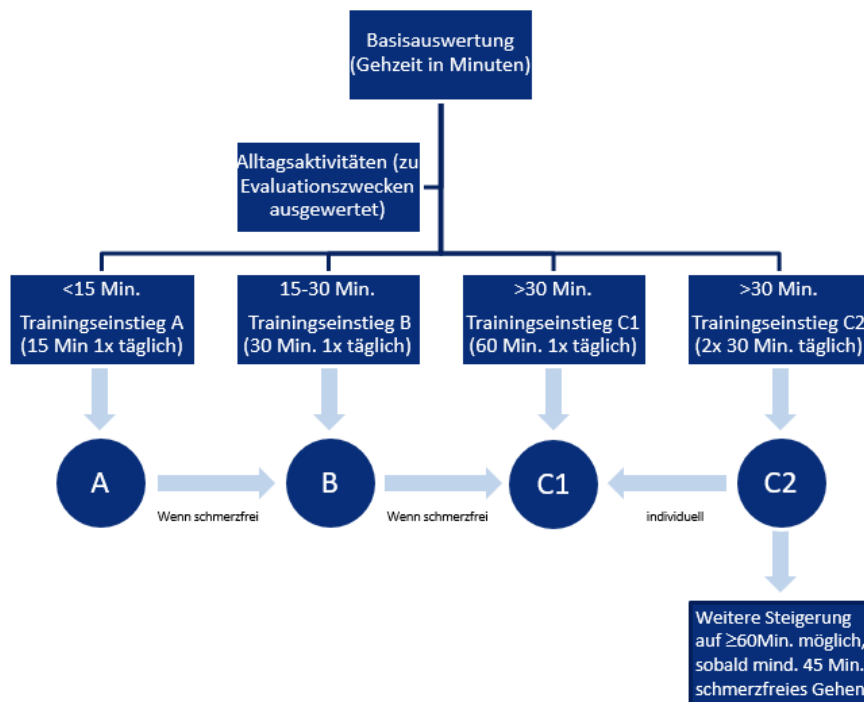 Basisauswertung
(Gehzeit in Minuten)
Alltagsaktivitäten (zu
Evaluationszwecken
ausgewertet)
<15 Min.
Trainingseinstieg A
(15 Min 1x täglich)
15-30 Min.
Trainingseinstieg B
(30 Min. 1x täglich)
>30 Min.
Trainingseinstieg C1
(60 Min. 1x täglich)
>30 Min.
Trainingseinstieg C2
(2x 30 Min. täglich)
A
Wenn schmerzfrei
B
Wenn schmerzfrei
C1
individuell
C2
Weitere Steigerung
auf ≥60Min. möglich,
sobald mind. 45 Min.
schmerzfreies Gehen